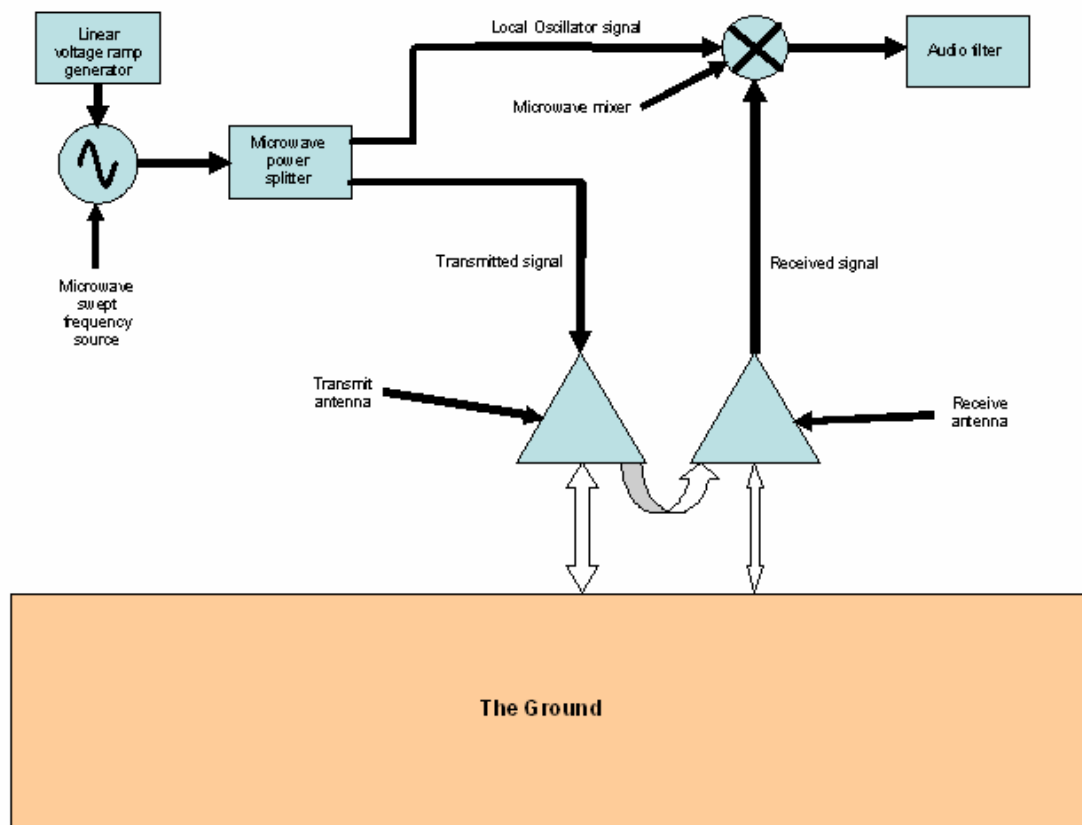 Linear
voltage ramp
generator
Local Oscillator signal
Audio filter
Microwave mixer
Microwave
power
splitter
Transmitted signal
Received signal
Microwave
swept
frequency
source
Transmit
antenna
Receive
antenna
The Ground